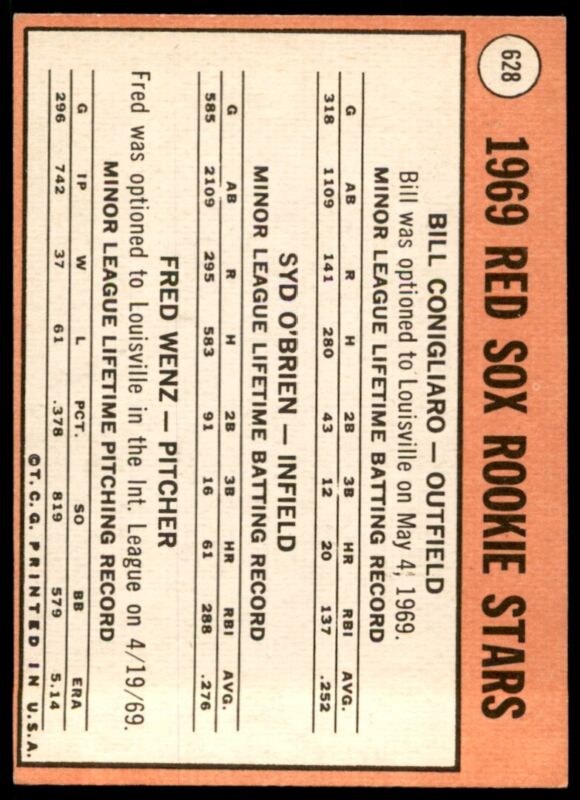 628
1969 RED SOX ROOKIE STARS
BILL CONIGLIARO — OUTFIELD
Bill was optioned to Louisville on May 4, 1969.
MINOR LEAGUE LIFETIME BATTING RECORD
G AB R H 2B 3B HR RBI AVG.
318 1109 141 280 43 12 20 137 .252
SYD O'BRIEN — INFIELD
MINOR LEAGUE LIFETIME BATTING RECORD
G AB R H 2B 3B HR RBI AVG.
585 2109 295 583 91 16 61 288 .276
FRED WENZ — PITCHER
Fred was optioned to Louisville in the Int. League on 4/19/69.
MINOR LEAGUE LIFETIME PITCHING RECORD
G IP W L PCT. SO BB ERA
296 742 37 61 .378 819 579 5.14
©T.C.G. PRINTED IN U.S.A.